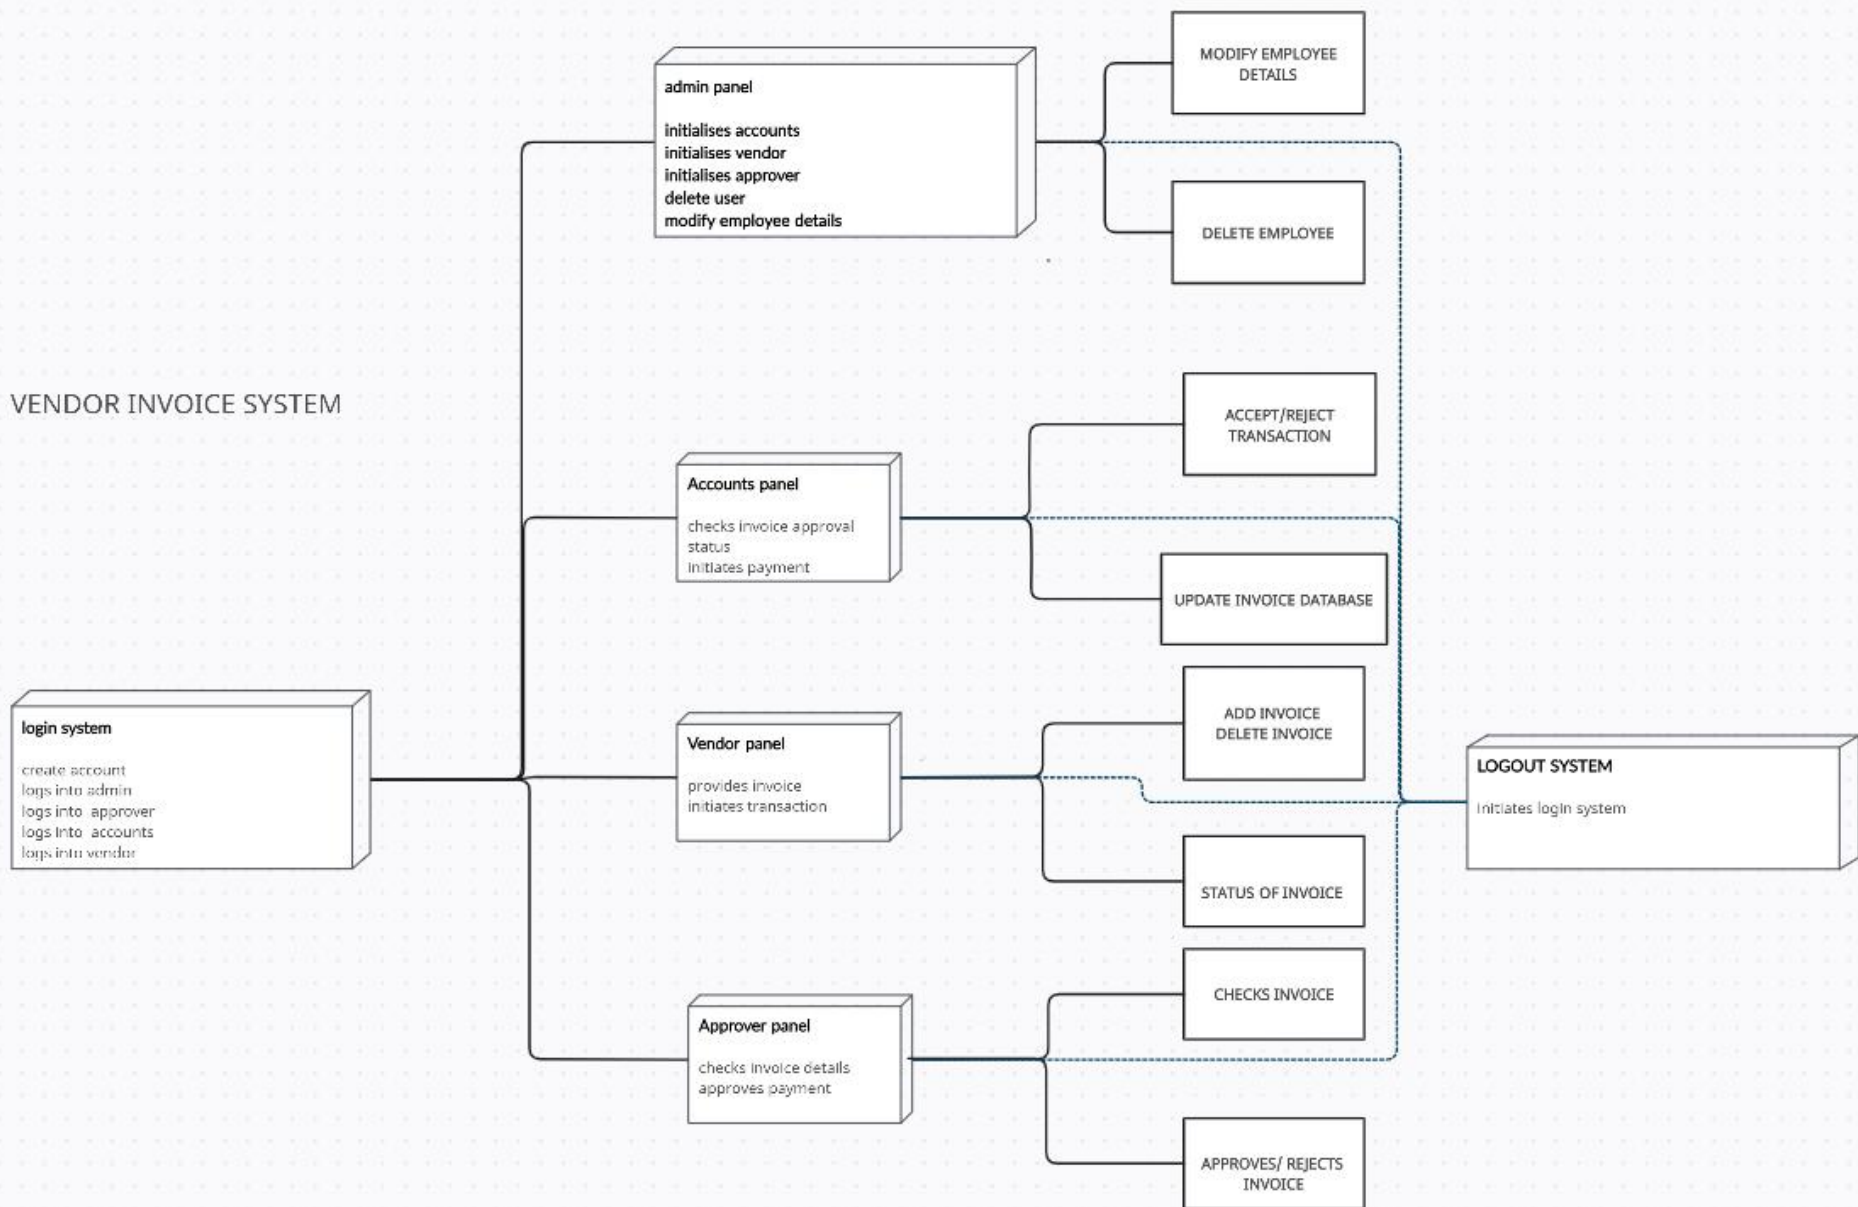 MODIFY EMPLOYEE
DETAILS
admin panel
initialises accounts
initialises vendor
initialises approver
delete user
modify employee details
DELETE EMPLOYEE
VENDOR INVOICE SYSTEM
ACCEPT/REJECT
TRANSACTION
Accounts panel
checks invoice approval
status
initiates payment
UPDATE INVOICE DATABASE
login system
create account
logs into admin
logs into approver
logs into accounts
logs into vendor
Vendor panel
provides invoice
initiates transaction
ADD INVOICE
DELETE INVOICE
LOGOUT SYSTEM
initiates login system
STATUS OF INVOICE
CHECKS INVOICE
Approver panel
checks invoice details
approves payment
APPROVES/ REJECTS
INVOICE